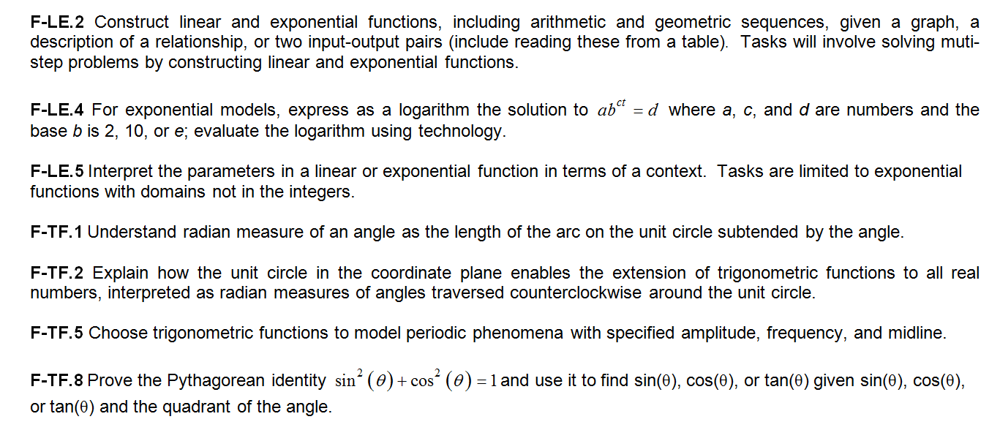 F-LE.2 Construct linear and exponential functions, including arithmetic and geometric sequences, given a graph, a
description of a relationship, or two input-output pairs (include reading these from a table).  Tasks will involve solving muti-
step problems by constructing linear and exponential functions.
F-LE.4 For exponential models, express as a logarithm the solution to ab^{ct} = d where a, c, and d are numbers and the
base b is 2, 10, or e; evaluate the logarithm using technology.
F-LE.5 Interpret the parameters in a linear or exponential function in terms of a context.  Tasks are limited to exponential
functions with domains not in the integers.
F-TF.1 Understand radian measure of an angle as the length of the arc on the unit circle subtended by the angle.
F-TF.2 Explain how the unit circle in the coordinate plane enables the extension of trigonometric functions to all real
numbers, interpreted as radian measures of angles traversed counterclockwise around the unit circle.
F-TF.5 Choose trigonometric functions to model periodic phenomena with specified amplitude, frequency, and midline.
F-TF.8 Prove the Pythagorean identity sin²(θ)+cos²(θ)=1 and use it to find sin(θ), cos(θ), or tan(θ) given sin(θ), cos(θ),
or tan(θ) and the quadrant of the angle.